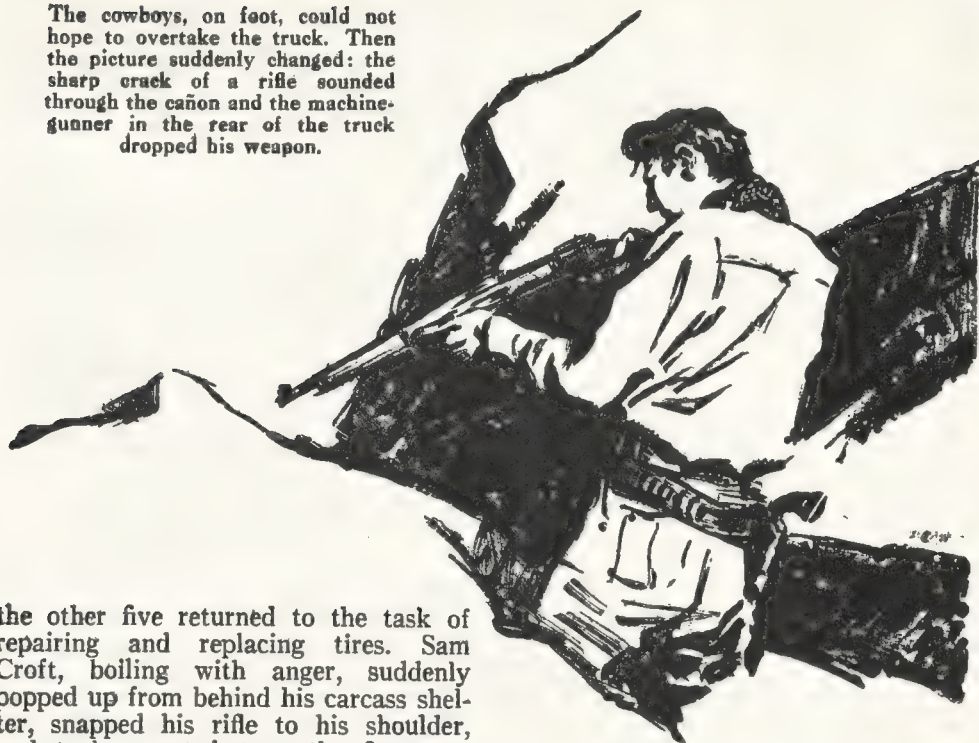 The cowboys, on foot, could not
hope to overtake the truck. Then
the picture suddenly changed: the
sharp crack of a rifle sounded
through the cañon and the machine-
gunner in the rear of the truck
dropped his weapon.
the other five returned to the task of
repairing and replacing tires. Sam
Croft, boiling with anger, suddenly
popped up from behind his carcass shel-
ter, snapped his rifle to his shoulder,